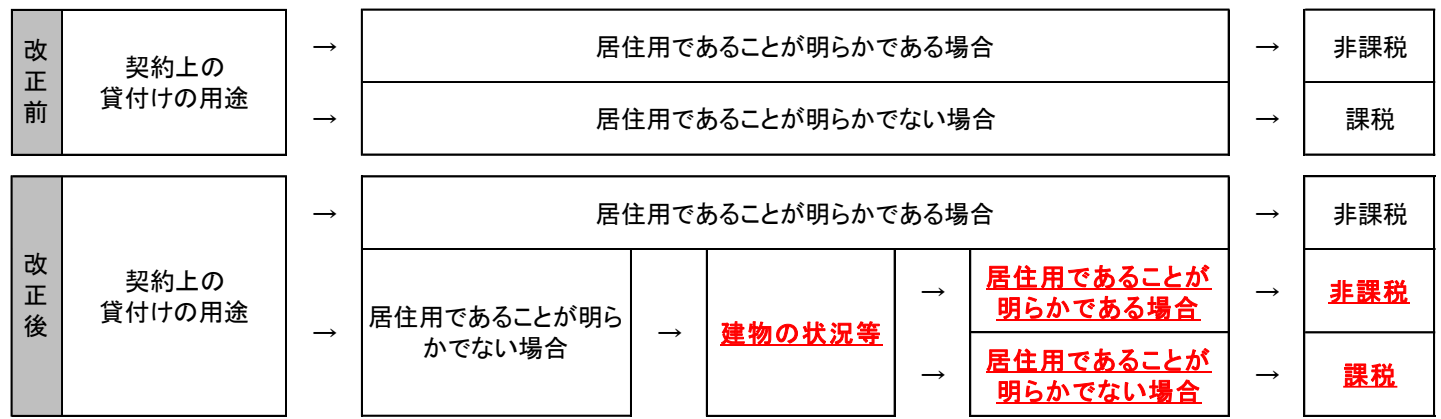 改正前
契約上の
貸付けの用途
→
居住用であることが明らかである場合
→
非課税
→
居住用であることが明らかでない場合
→
課税
改正後
契約上の
貸付けの用途
→
居住用であることが明らかである場合
→
非課税
→
居住用であることが明ら
かでない場合
→
建物の状況等
→
居住用であることが
明らかである場合
→
非課税
→
居住用であることが
明らかでない場合
→
課税